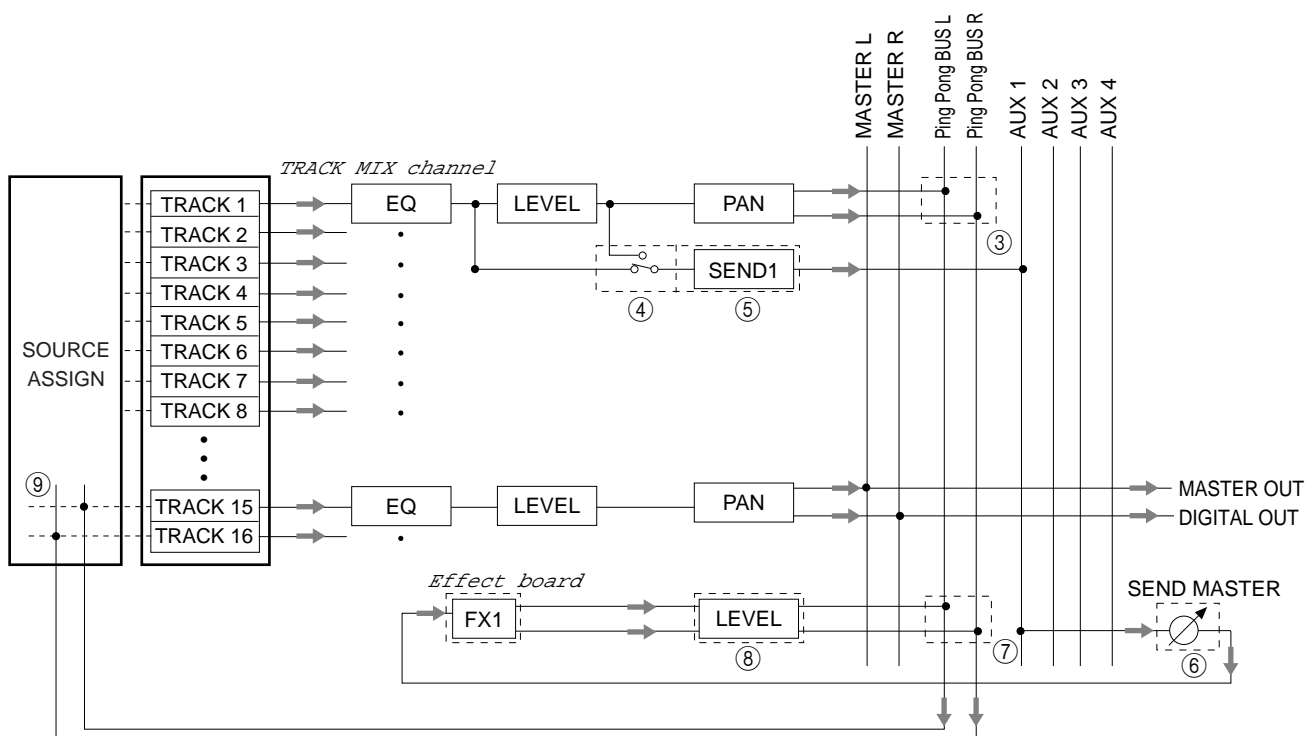 MASTER L
MASTER R
Ping Pong BUS L
Ping Pong BUS R
AUX 1
AUX 2
AUX 3
AUX 4
TRACK MIX channel
SOURCE
ASSIGN
TRACK 1
EQ
LEVEL
PAN
TRACK 2
TRACK 3
TRACK 4
TRACK 5
TRACK 6
TRACK 7
TRACK 8
③
SEND1
④
⑤
⑨
TRACK 15
EQ
LEVEL
PAN
MASTER OUT
TRACK 16
DIGITAL OUT
Effect board
SEND MASTER
FX1
LEVEL
⑦
⑧
⑥